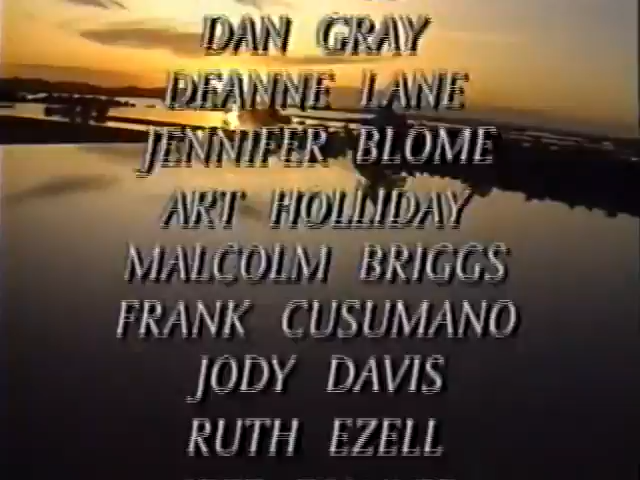 DAN GRAY
DEANNE LANE
JENNIFER BLOME
ART HOLLIDAY
MALCOLM BRIGGS
FRANK CUSUMANO
JODY DAVIS
RUTH EZELL